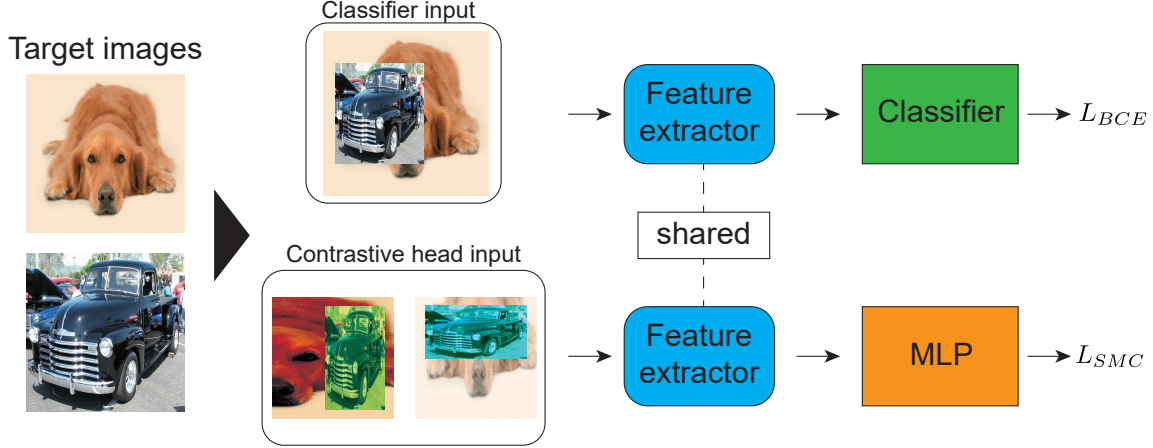 Classifier input
Target images
Feature
extractor
Classifier
L_{BCE}
shared
Contrastive head input
Feature
extractor
MLP
L_{SMC}